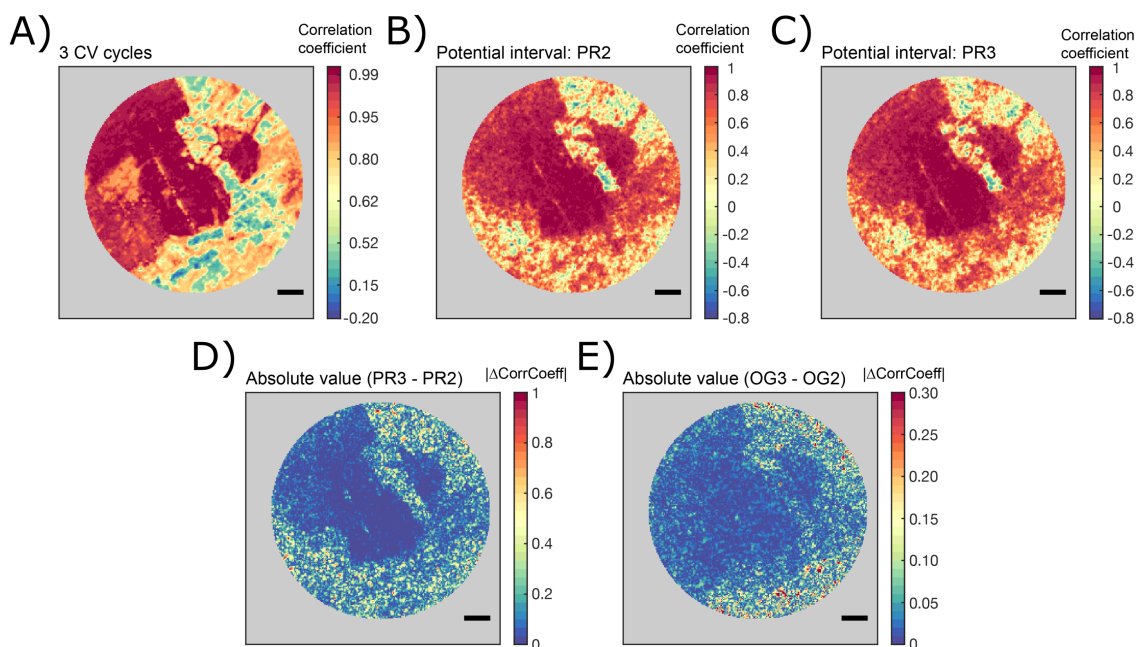 A)
3 CV cycles
Correlation
coefficient
0.99
0.95
0.80
0.62
0.52
0.15
-0.20
B)
Potential interval: PR2
Correlation
coefficient
1
0.8
0.6
0.4
0.2
0
-0.2
-0.4
-0.6
-0.8
C)
Potential interval: PR3
Correlation
coefficient
1
0.8
0.6
0.4
0.2
0
-0.2
-0.4
-0.6
-0.8
D)
Absolute value (PR3 - PR2)
|ΔCorrCoeff|
1
0.8
0.6
0.4
0.2
0
E)
Absolute value (OG3 - OG2)
|ΔCorrCoeff|
0.30
0.25
0.20
0.15
0.10
0.05
0